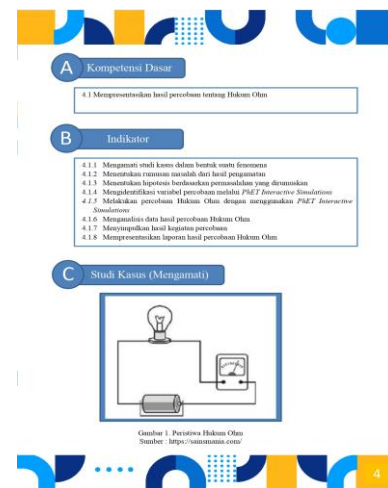 A
Kompetensi Dasar
4.1 Mempresentasikan hasil percobaan tentang Hukum Ohm
B
Indikator
4.1.1 Mengamati studi kasus dalam bentuk suatu fenomena
4.1.2 Menentukan rumusan masalah dari hasil pengamatan
4.1.3 Menentukan hipotesis berdasarkan permasalahan yang dirumuskan
4.1.4 Mengidentifikasi variabel percobaan melalui PhET Interactive Simulations
4.1.5 Melakukan percobaan Hukum Ohm dengan menggunakan PhET Interactive
Simulations
4.1.6 Menganalisis data hasil percobaan Hukum Ohm
4.1.7 Menyimpulkan hasil kegiatan percobaan
4.1.8 Mempresentasikan laporan hasil percobaan Hukum Ohm
C
Studi Kasus (Mengamati)
Gambar 1. Peristiwa Hukum Ohm
Sumber : https://sainsmania.com/
4